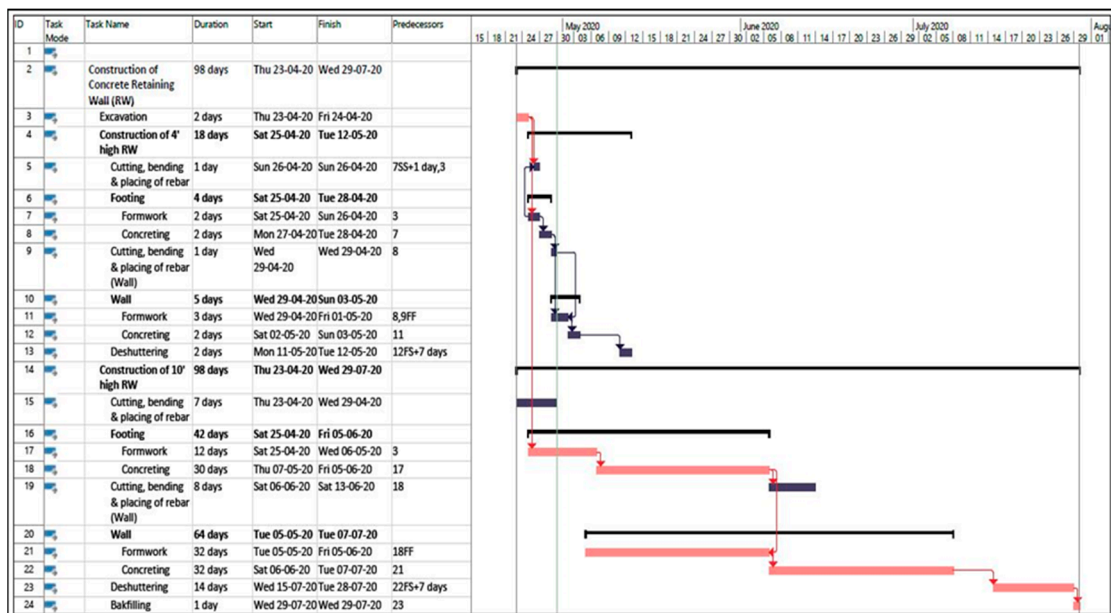 ID Task Mode Task Name Duration Start Finish Predecessors
May 2020 June 2020 July 2020 Aug
15 18 21 24 27 30 03 06 09 12 15 18 21 24 27 30 02 05 08 11 14 17 20 23 26 29 02 05 08 11 14 17 20 23 26 29 01
1
2 Construction of Concrete Retaining Wall (RW) 98 days Thu 23-04-20 Wed 29-07-20
3 Excavation 2 days Thu 23-04-20 Fri 24-04-20
4 Construction of 4' high RW 18 days Sat 25-04-20 Tue 12-05-20
5 Cutting, bending & placing of rebar 1 day Sun 26-04-20 Sun 26-04-20 7SS+1 day,3
6 Footing 4 days Sat 25-04-20 Tue 28-04-20
7 Formwork 2 days Sat 25-04-20 Sun 26-04-20 3
8 Concreting 2 days Mon 27-04-20 Tue 28-04-20 7
9 Cutting, bending & placing of rebar (Wall) 1 day Wed 29-04-20 Wed 29-04-20 8
10 Wall 5 days Wed 29-04-20 Sun 03-05-20
11 Formwork 3 days Wed 29-04-20 Fri 01-05-20 8,9FF
12 Concreting 2 days Sat 02-05-20 Sun 03-05-20 11
13 Deshuttering 2 days Mon 11-05-20 Tue 12-05-20 12FS+7 days
14 Construction of 10' high RW 98 days Thu 23-04-20 Wed 29-07-20
15 Cutting, bending & placing of rebar 7 days Thu 23-04-20 Wed 29-04-20
16 Footing 42 days Sat 25-04-20 Fri 05-06-20
17 Formwork 12 days Sat 25-04-20 Wed 06-05-20 3
18 Concreting 30 days Thu 07-05-20 Fri 05-06-20 17
19 Cutting, bending & placing of rebar (Wall) 8 days Sat 06-06-20 Sat 13-06-20 18
20 Wall 64 days Tue 05-05-20 Tue 07-07-20
21 Formwork 32 days Tue 05-05-20 Fri 05-06-20 18FF
22 Concreting 32 days Sat 06-06-20 Tue 07-07-20 21
23 Deshuttering 14 days Wed 15-07-20 Tue 28-07-20 22FS+7 days
24 Bakfilling 1 day Wed 29-07-20 Wed 29-07-20 23